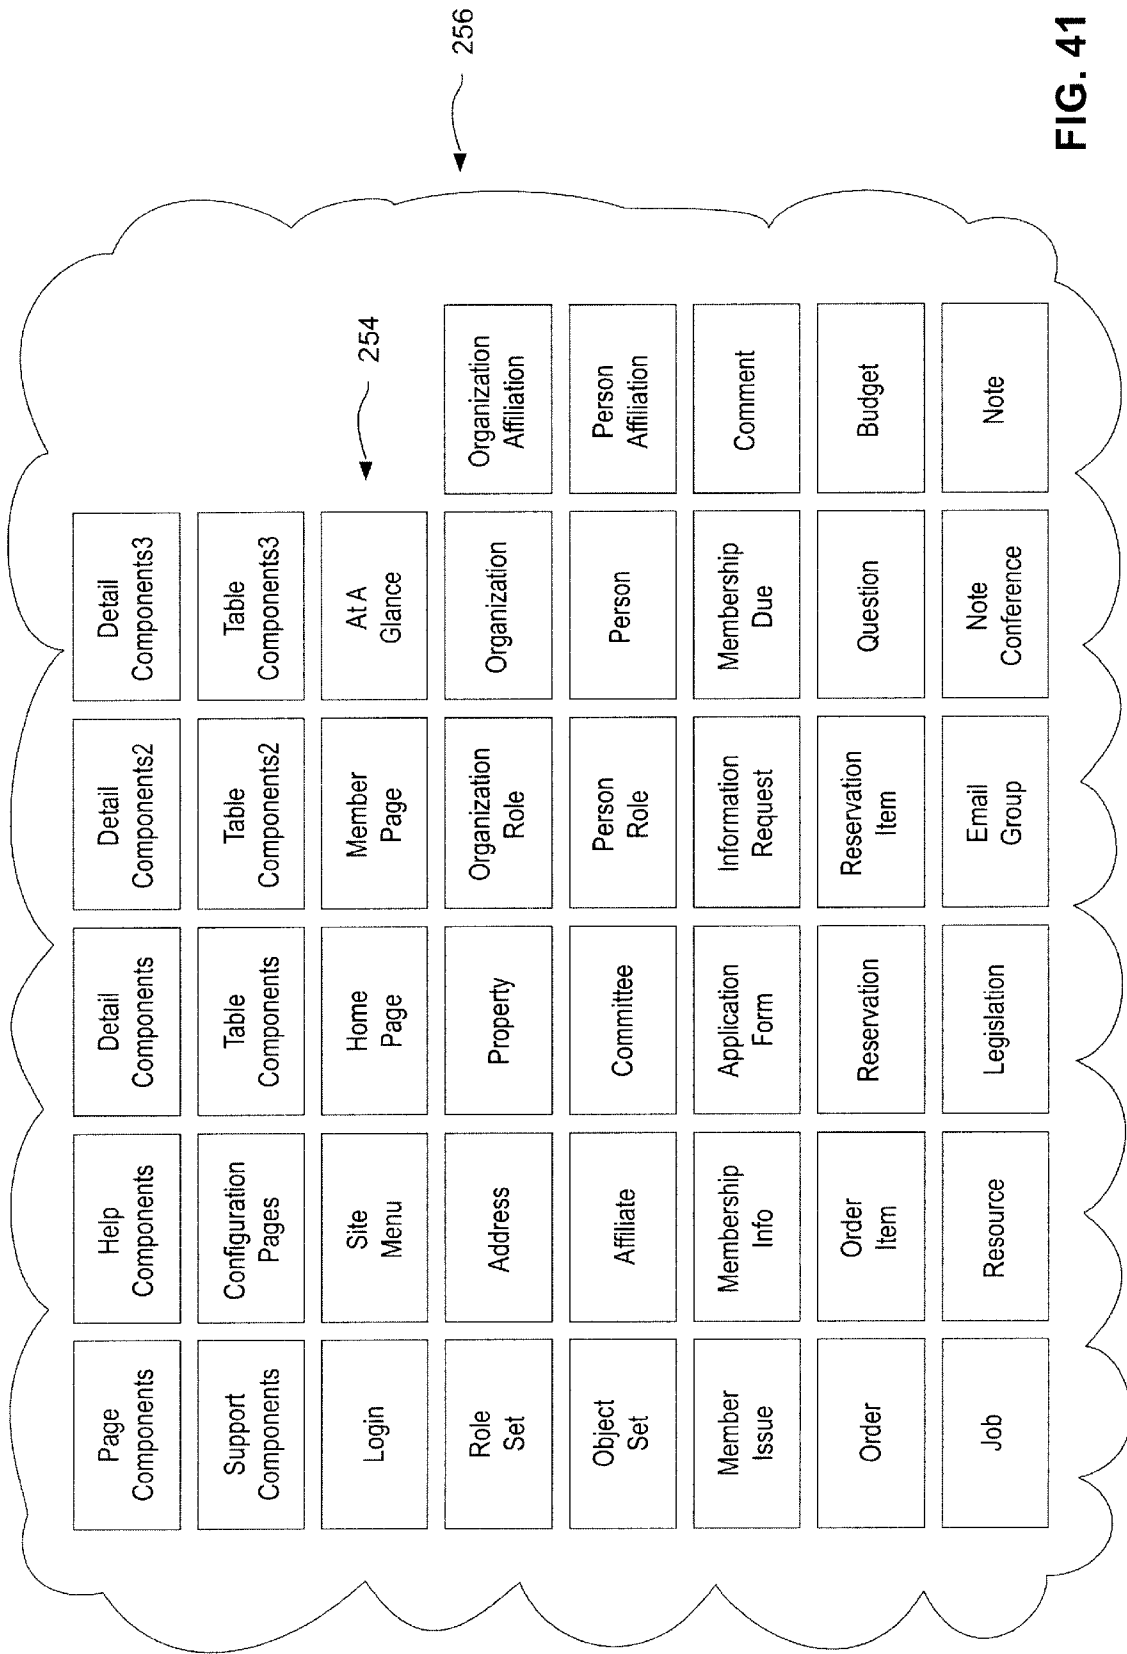 Page
Components
Help
Components
Detail
Components
Detail
Components2
Detail
Components3
Support
Components
Configuration
Pages
Table
Components
Table
Components2
Table
Components3
Login
Site
Menu
Home
Page
Member
Page
At A
Glance
254
256
Role
Set
Address
Property
Organization
Role
Organization
Organization
Affiliation
Object
Set
Affiliate
Committee
Person
Role
Person
Person
Affiliation
Member
Issue
Membership
Info
Application
Form
Information
Request
Membership
Due
Comment
Order
Order
Item
Reservation
Reservation
Item
Question
Budget
Job
Resource
Legislation
Email
Group
Note
Conference
Note
FIG. 41